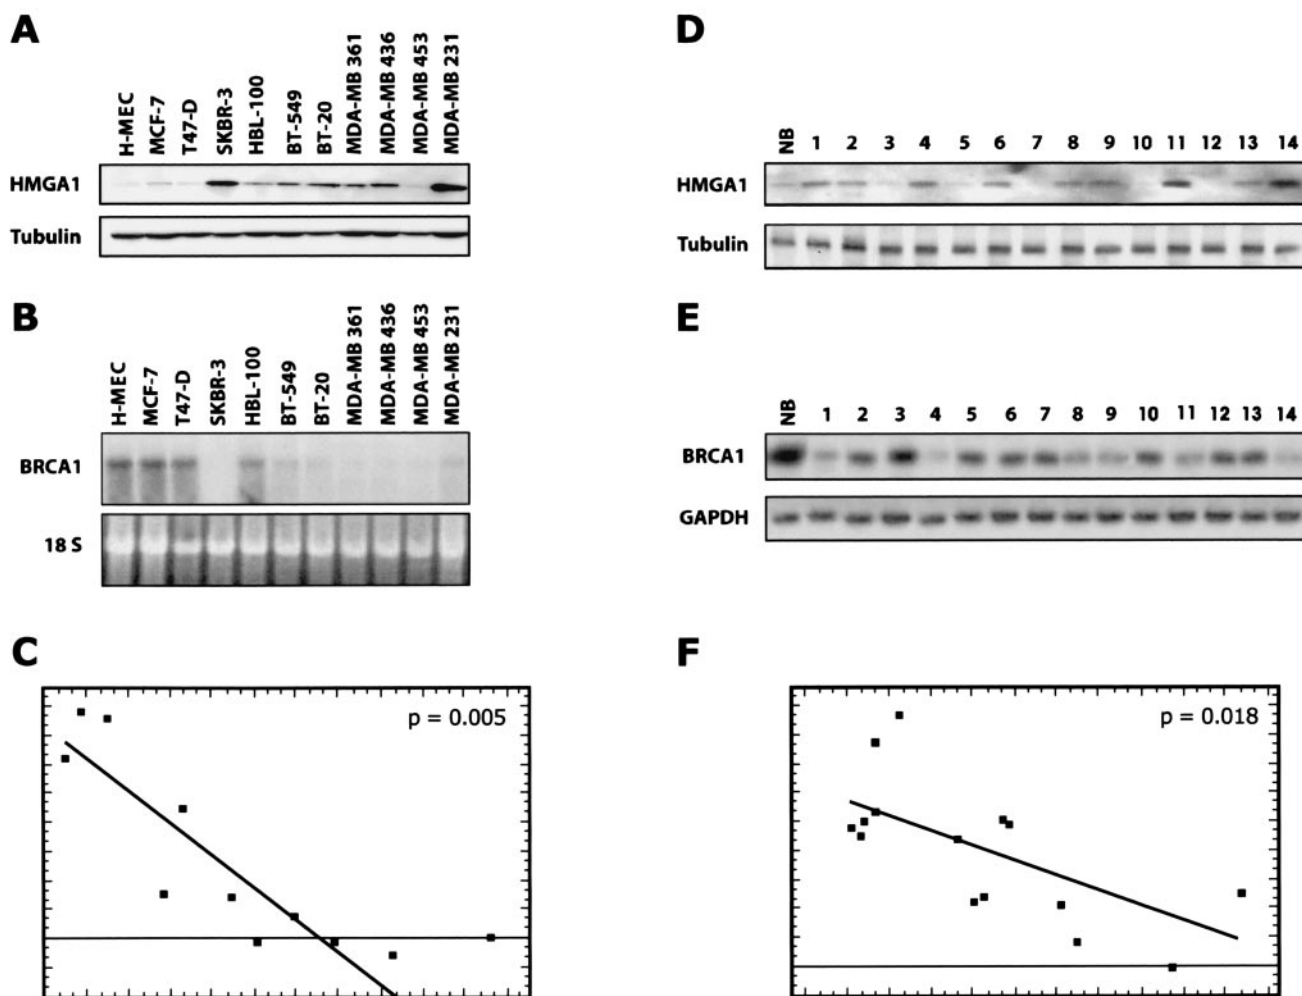 A
H-MEC
MCF-7
T47-D
SKBR-3
HBL-100
BT-549
BT-20
MDA-MB 361
MDA-MB 436
MDA-MB 453
MDA-MB 231
HMGA1
Tubulin
B
H-MEC
MCF-7
T47-D
SKBR-3
HBL-100
BT-549
BT-20
MDA-MB 361
MDA-MB 436
MDA-MB 453
MDA-MB 231
BRCA1
18 S
C
p = 0.005
D
NB 1 2 3 4 5 6 7 8 9 10 11 12 13 14
HMGA1
Tubulin
E
NB 1 2 3 4 5 6 7 8 9 10 11 12 13 14
BRCA1
GAPDH
F
p = 0.018